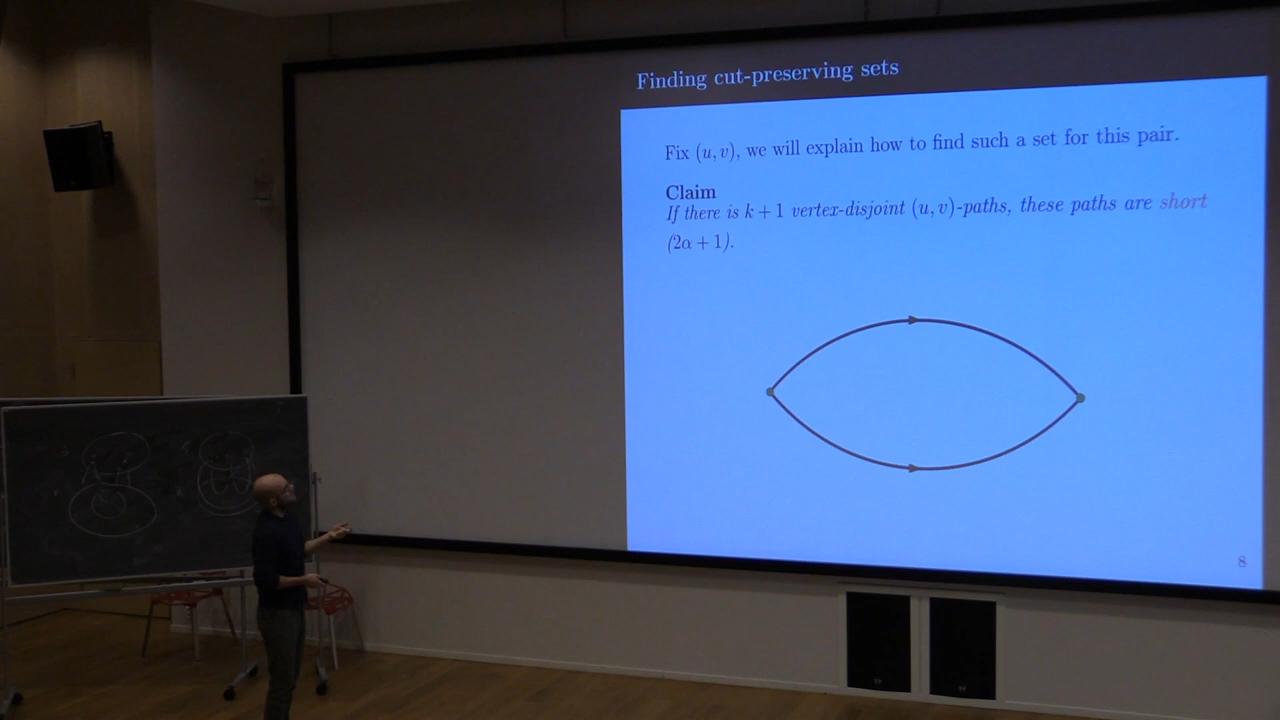 Finding cut-preserving sets
Fix (u, v), we will explain how to find such a set for this pair.
Claim
If there is k + 1 vertex-disjoint (u, v)-paths, these paths are short
(2α + 1).
8